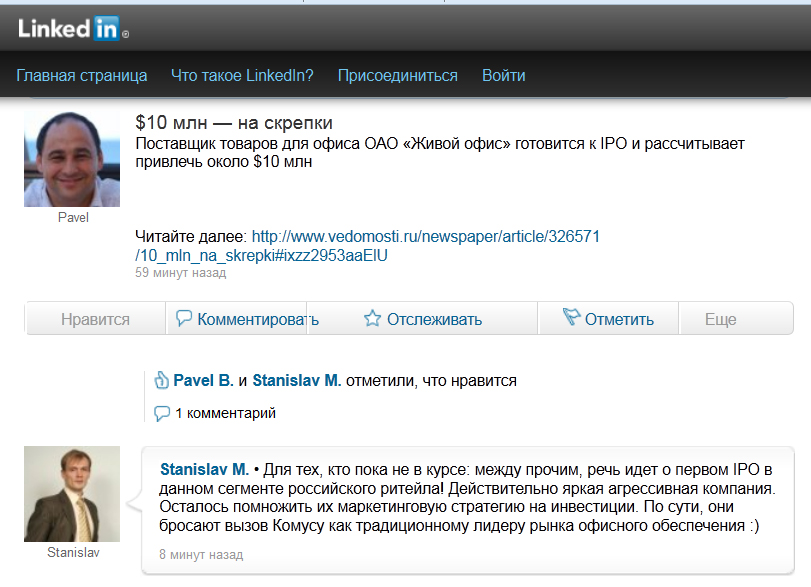 Linked in ®
Главная страница Что такое LinkedIn? Присоединиться Войти
$10 млн — на скрепки
Поставщик товаров для офиса ОАО «Живой офис» готовится к IPO и рассчитывает
привлечь около $10 млн
Pavel
Читайте далее: http://www.vedomosti.ru/newspaper/article/326571
/10_mln_na_skrepki#ixzz2953aaElU
59 минут назад
Нравится Комментировать Отслеживать Отметить Еще
Pavel B. и Stanislav M. отметили, что нравится
1 комментарий
Stanislav M. • Для тех, кто пока не в курсе: между прочим, речь идет о первом IPO в
данном сегменте российского ритейла! Действительно яркая агрессивная компания.
Осталось помножить их маркетинговую стратегию на инвестиции. По сути, они
бросают вызов Комусу как традиционному лидеру рынка офисного обеспечения :)
Stanislav
8 минут назад